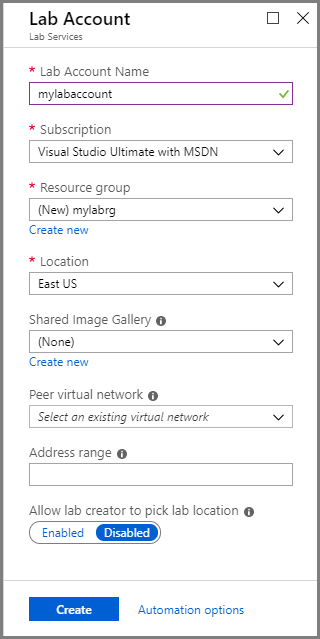 Lab Account
Lab Services
* Lab Account Name
mylabaccount
* Subscription
Visual Studio Ultimate with MSDN
* Resource group
(New) mylabrg
Create new
* Location
East US
Shared Image Gallery
(None)
Create new
Peer virtual network
Select an existing virtual network
Address range
Allow lab creator to pick lab location
Enabled Disabled
Create Automation options